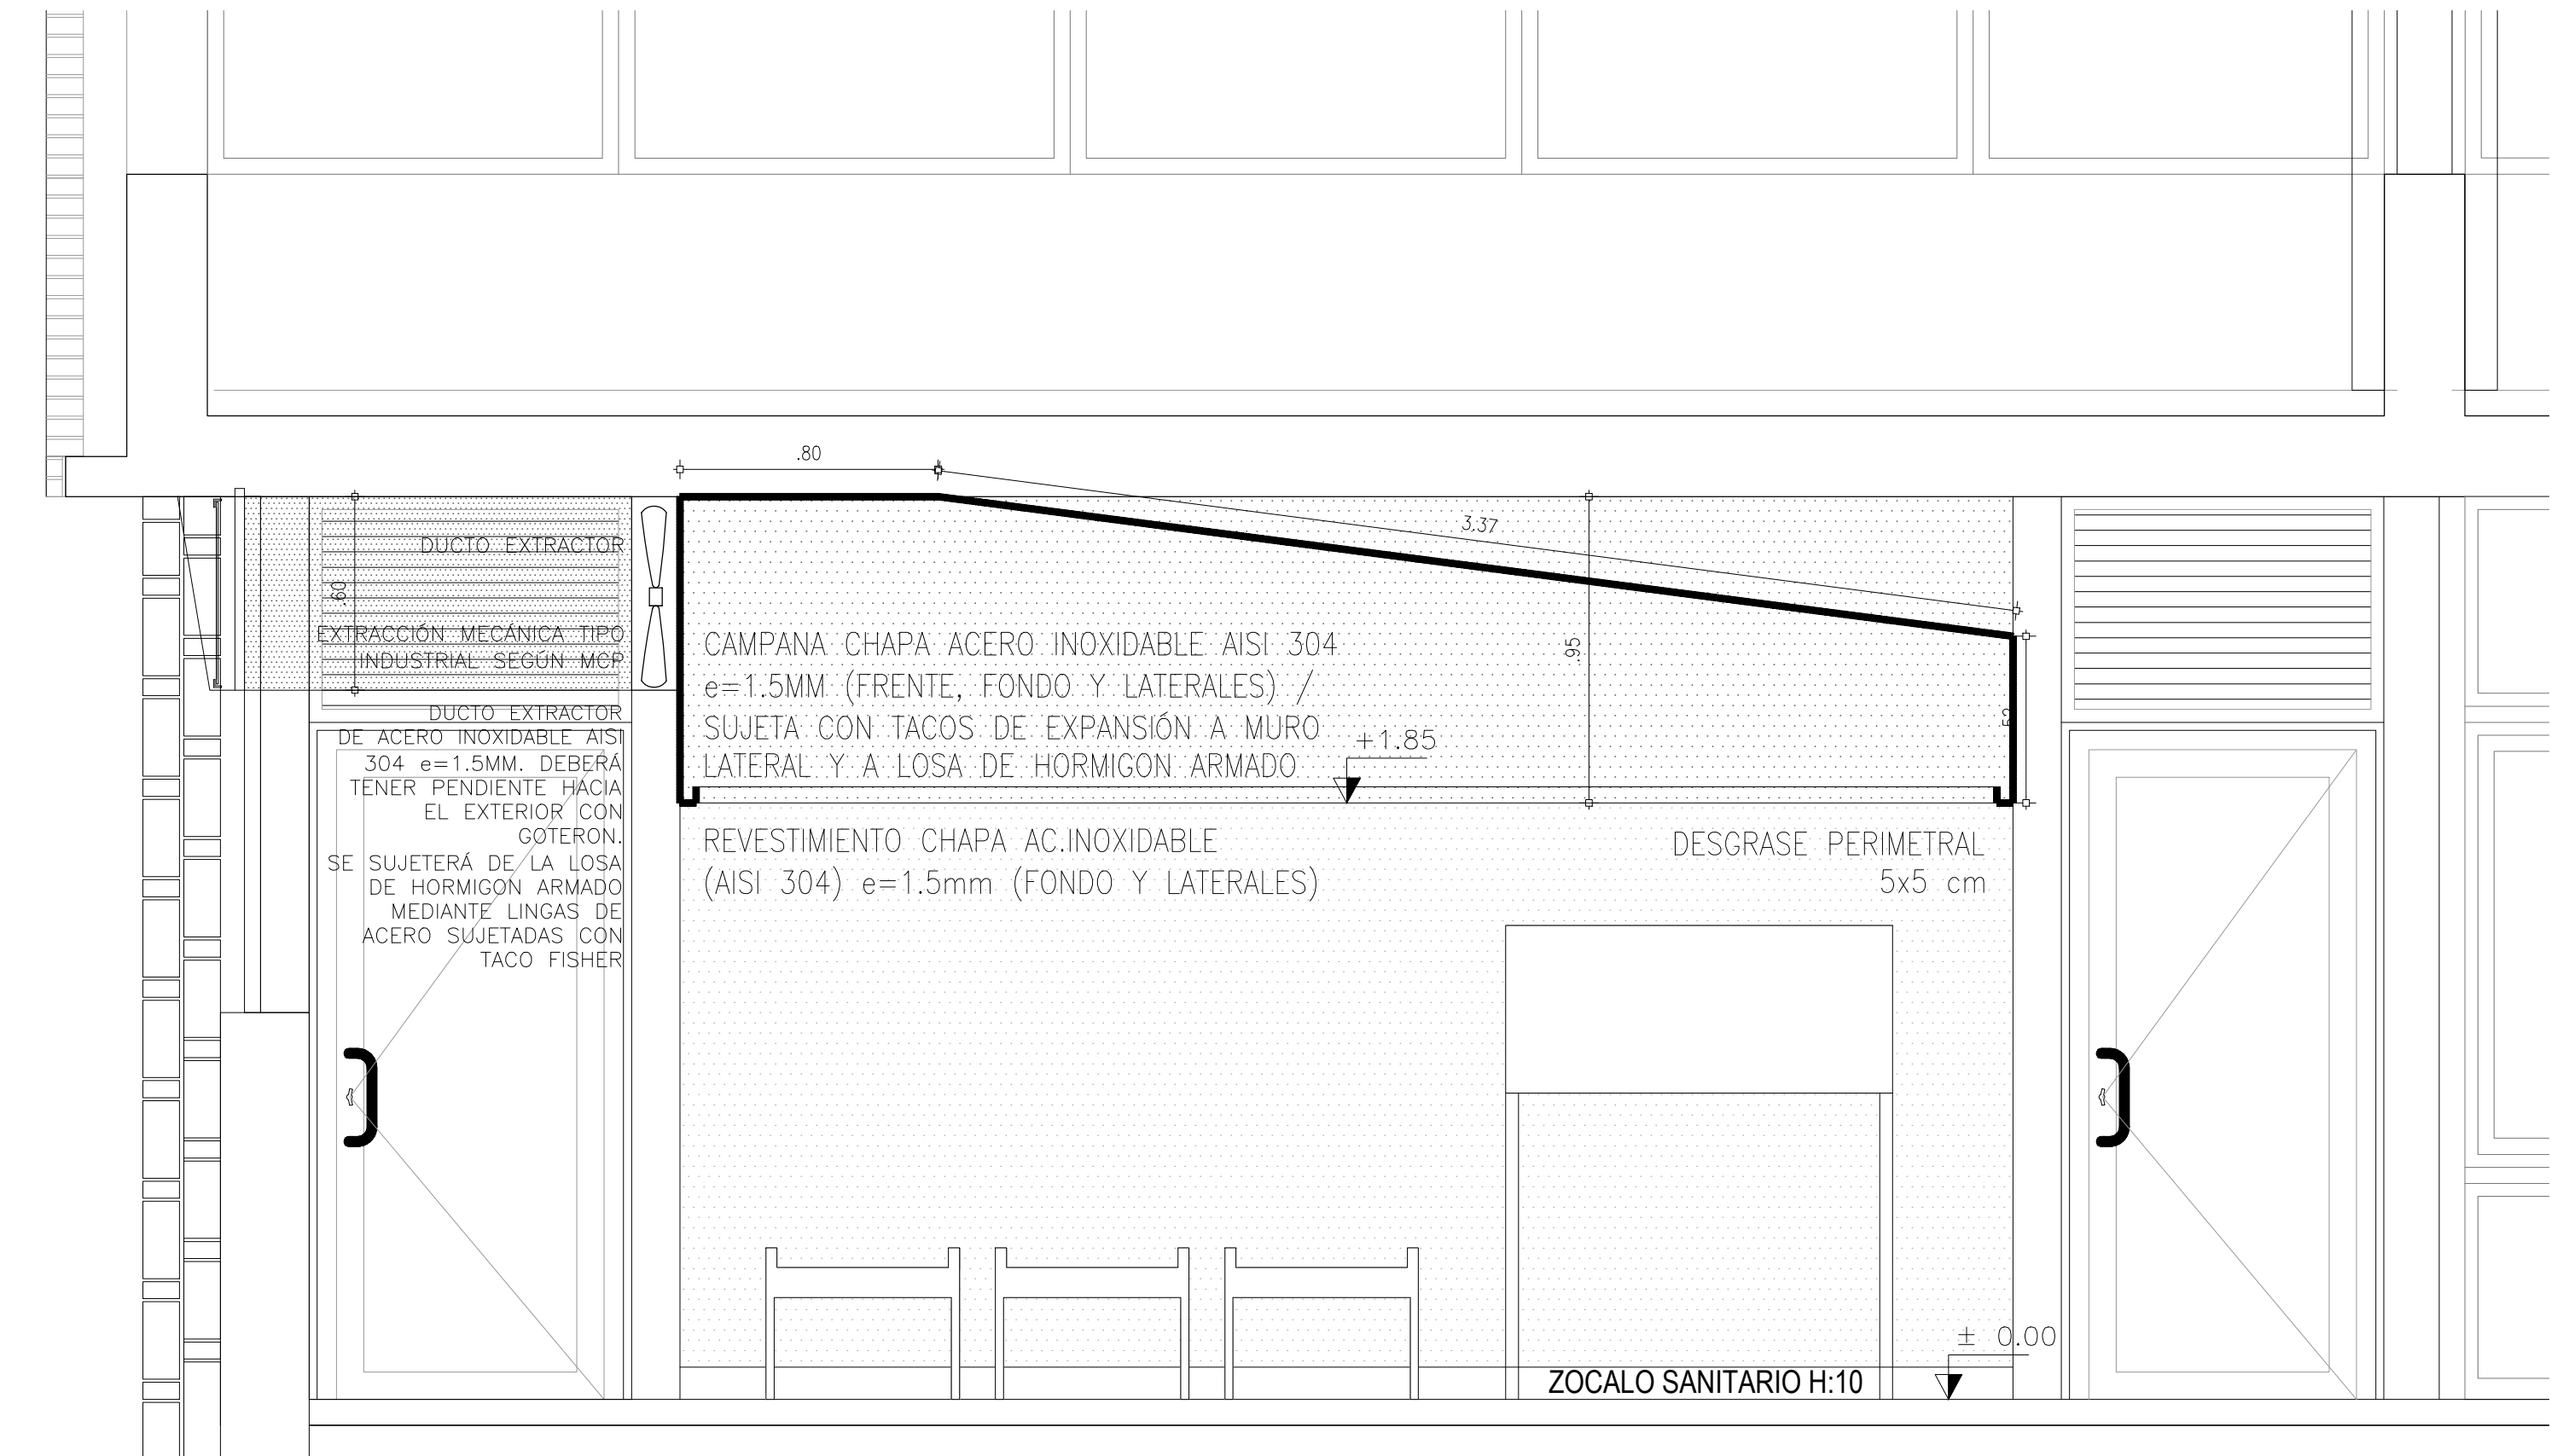 .80
3.37
DUCTO EXTRACTOR
.60
EXTRACCIÓN MECÁNICA TIPO
INDUSTRIAL SEGÚN MCP
DUCTO EXTRACTOR
DE ACERO INOXIDABLE AISI
304 e=1.5MM. DEBERÁ
TENER PENDIENTE HACIA
EL EXTERIOR CON
GOTERON.
SE SUJETERÁ DE LA LOSA
DE HORMIGON ARMADO
MEDIANTE LINGAS DE
ACERO SUJETADAS CON
TACO FISHER
CAMPANA CHAPA ACERO INOXIDABLE AISI 304
e=1.5MM (FRENTE, FONDO Y LATERALES) /
SUJETA CON TACOS DE EXPANSIÓN A MURO
LATERAL Y A LOSA DE HORMIGON ARMADO
+1.85
.95
REVESTIMIENTO CHAPA AC.INOXIDABLE
(AISI 304) e=1.5mm (FONDO Y LATERALES)
DESGRASE PERIMETRAL
5x5 cm
± 0.00
ZOCALO SANITARIO H:10